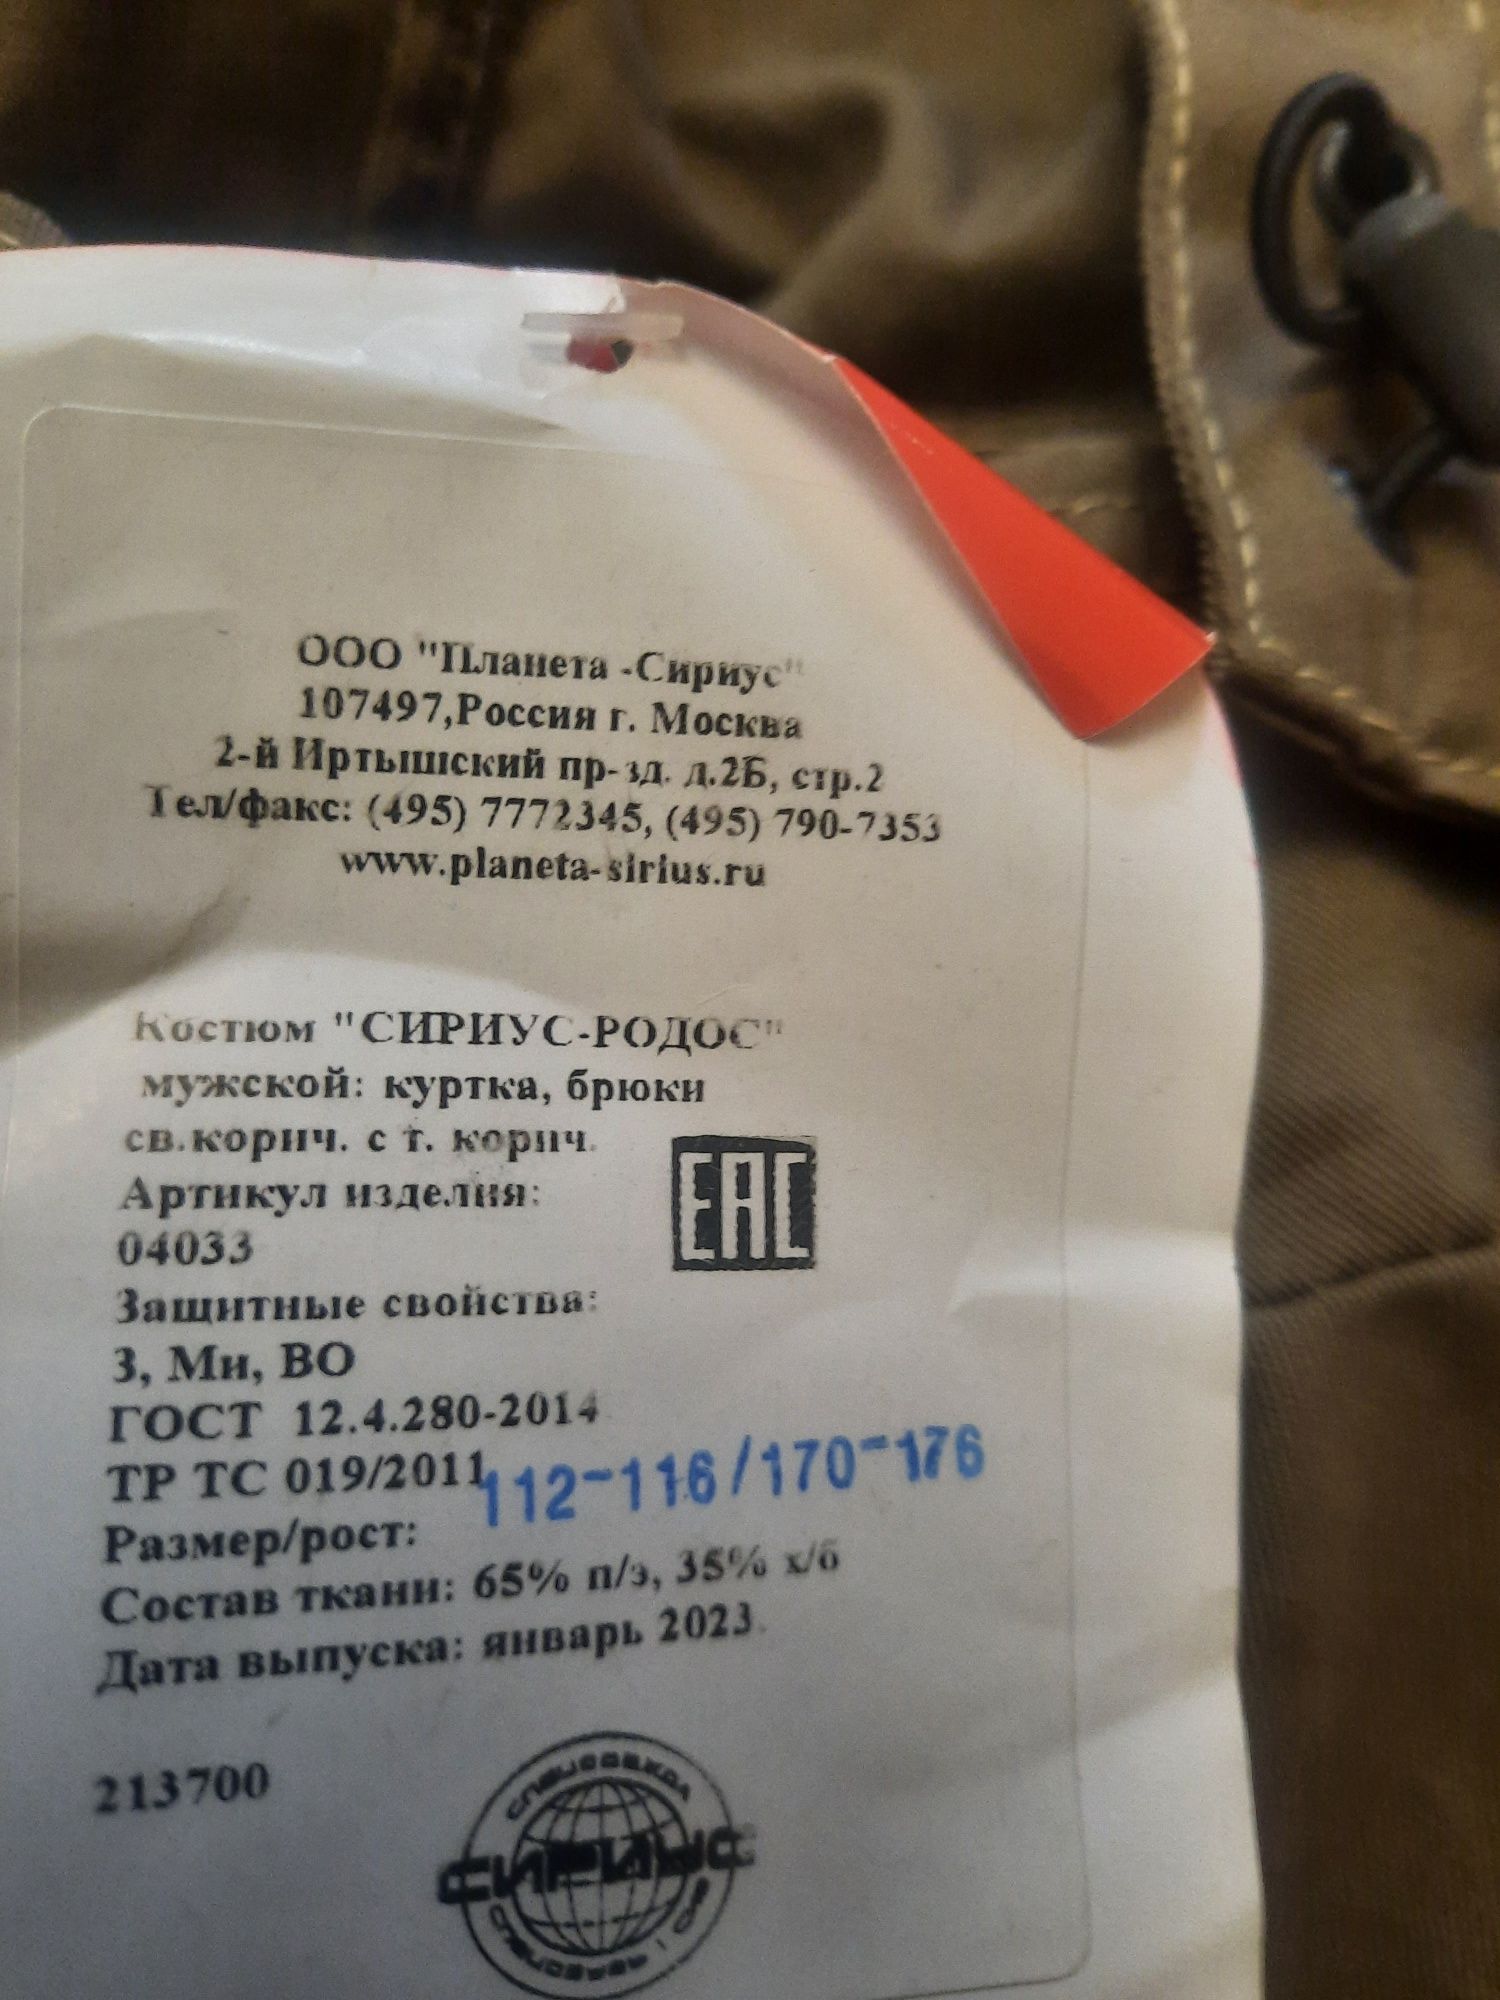 ООО "Планета -Сириус"
107497,Россия г. Москва
2-й Иртышский пр-зд. д.2Б, стр.2
Тел/факс: (495) 7772345, (495) 790-7353
www.planeta-sirius.ru
Костюм "СИРИУС-РОДОС"
мужской: куртка, брюки
св.корич. с т. корич.
Артикул изделия:
04033
EAC
Защитные свойства:
З, Ми, ВО
ГОСТ 12.4.280-2014
ТР ТС 019/2011
112-116/170-176
Размер/рост:
Состав ткани: 65% п/э, 35% х/б
Дата выпуска: январь 2023.
213700
СПЕЦОДЕЖДА
СИРИУС